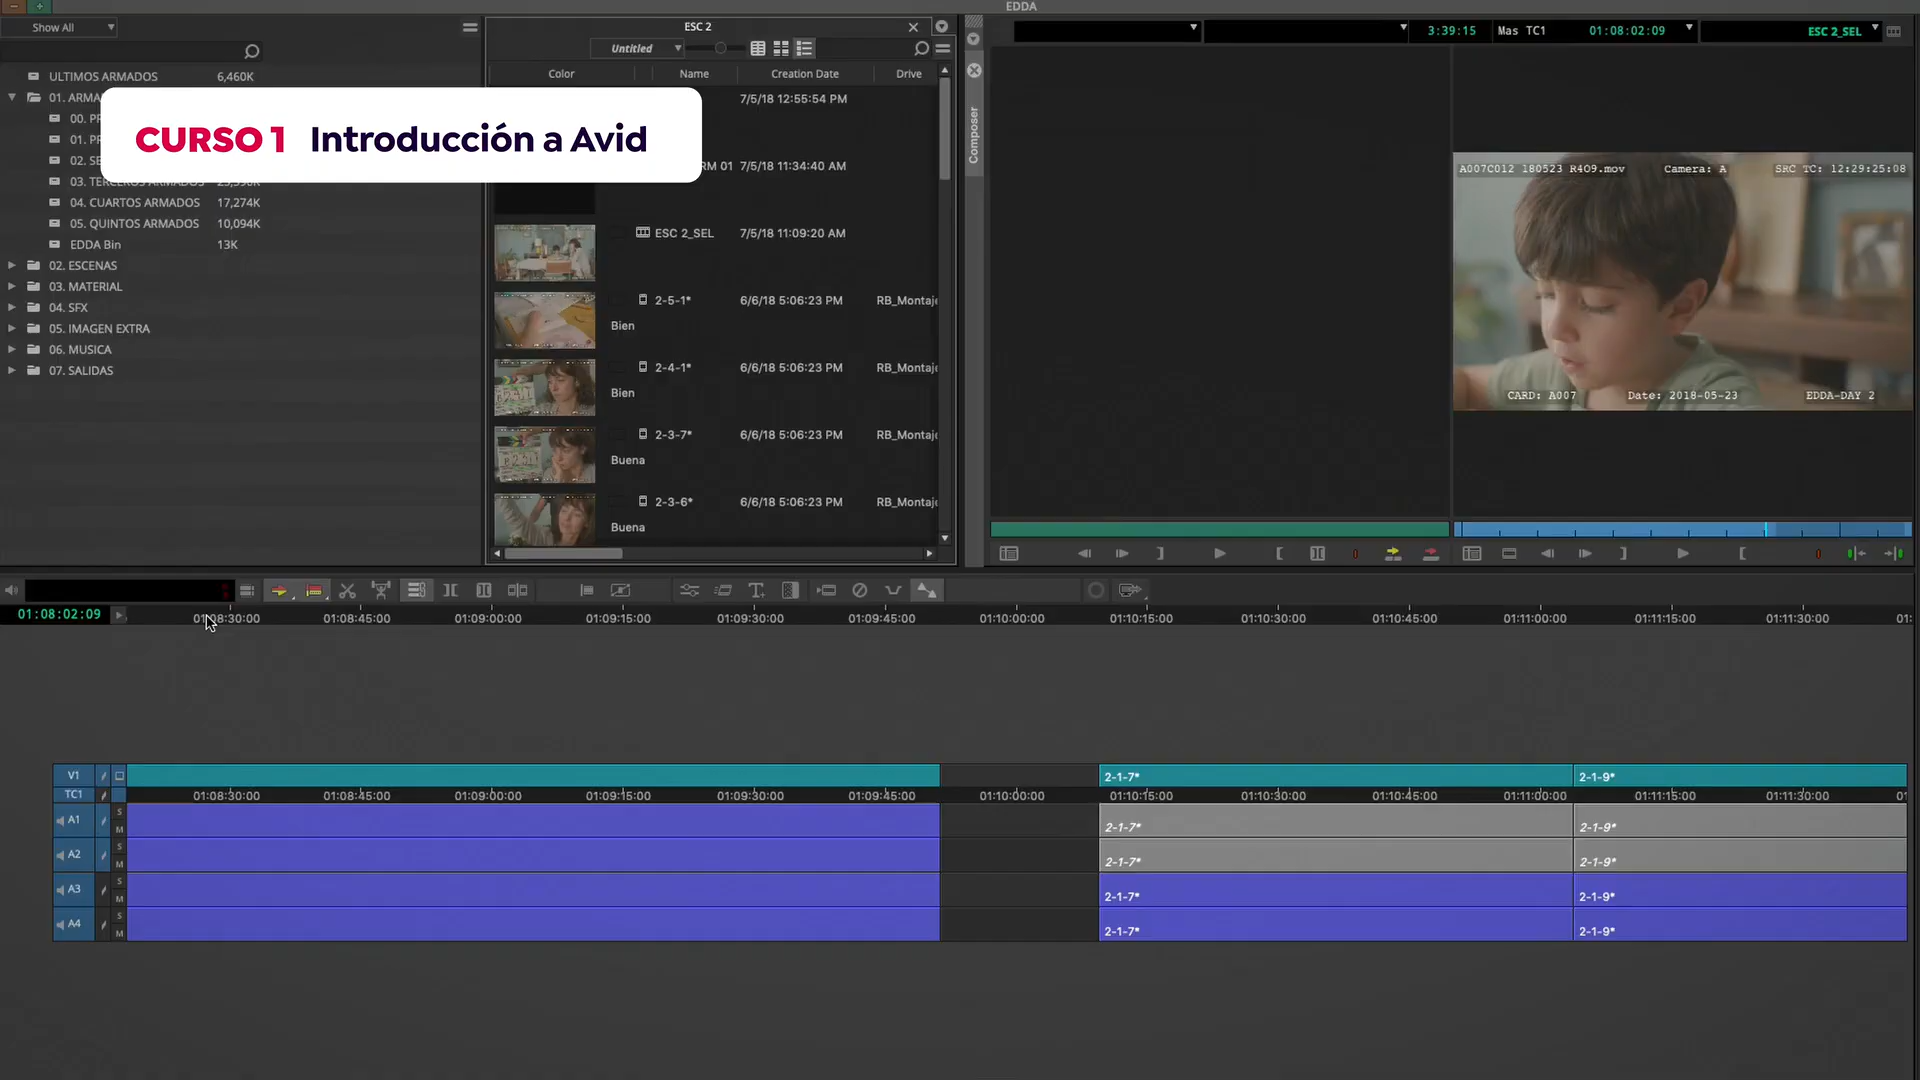 EDDA
Show All
ULTIMOS ARMADOS 6,460K
01. ARMA
00. PR
01. PR
02. SE
03. TERCEROS ARMADOS
04. CUARTOS ARMADOS 17,274K
05. QUINTOS ARMADOS 10,094K
EDDA Bin 13K
02. ESCENAS
03. MATERIAL
04. SFX
05. IMAGEN EXTRA
06. MUSICA
07. SALIDAS
CURSO 1 Introducción a Avid
ESC 2
Untitled
Color Name Creation Date Drive
7/5/18 12:55:54 PM
RM 01 7/5/18 11:34:40 AM
ESC 2_SEL 7/5/18 11:09:20 AM
2-5-1* 6/6/18 5:06:23 PM RB_Montaje
Bien
2-4-1* 6/6/18 5:06:23 PM RB_Montaje
Bien
2-3-7* 6/6/18 5:06:23 PM RB_Montaje
Buena
2-3-6* 6/6/18 5:06:23 PM RB_Montaje
Buena
Composer
3:39:15 Mas TC1 01:08:02:09 ESC 2_SEL
A007C012 180523 R4O9.mov Camera: A SRC TC: 12:29:25:08
CARD: A007 Date: 2018-05-23 EDDA-DAY 2
01:08:02:09
01:08:30:00 01:08:45:00 01:09:00:00 01:09:15:00 01:09:30:00 01:09:45:00 01:10:00:00 01:10:15:00 01:10:30:00 01:10:45:00 01:11:00:00 01:11:15:00 01:11:30:00 01:
V1 2-1-7* 2-1-9*
TC1 01:08:30:00 01:08:45:00 01:09:00:00 01:09:15:00 01:09:30:00 01:09:45:00 01:10:00:00 01:10:15:00 01:10:30:00 01:10:45:00 01:11:00:00 01:11:15:00 01:11:30:00 01
A1 S M 2-1-7* 2-1-9*
A2 S M 2-1-7* 2-1-9*
A3 S M 2-1-7* 2-1-9*
A4 S M 2-1-7* 2-1-9*